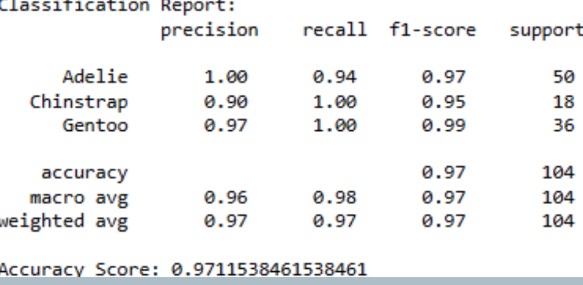 Classification Report:
precision recall f1-score support
Adelie 1.00 0.94 0.97 50
Chinstrap 0.90 1.00 0.95 18
Gentoo 0.97 1.00 0.99 36
accuracy 0.97 104
macro avg 0.96 0.98 0.97 104
weighted avg 0.97 0.97 0.97 104
Accuracy Score: 0.9711538461538461